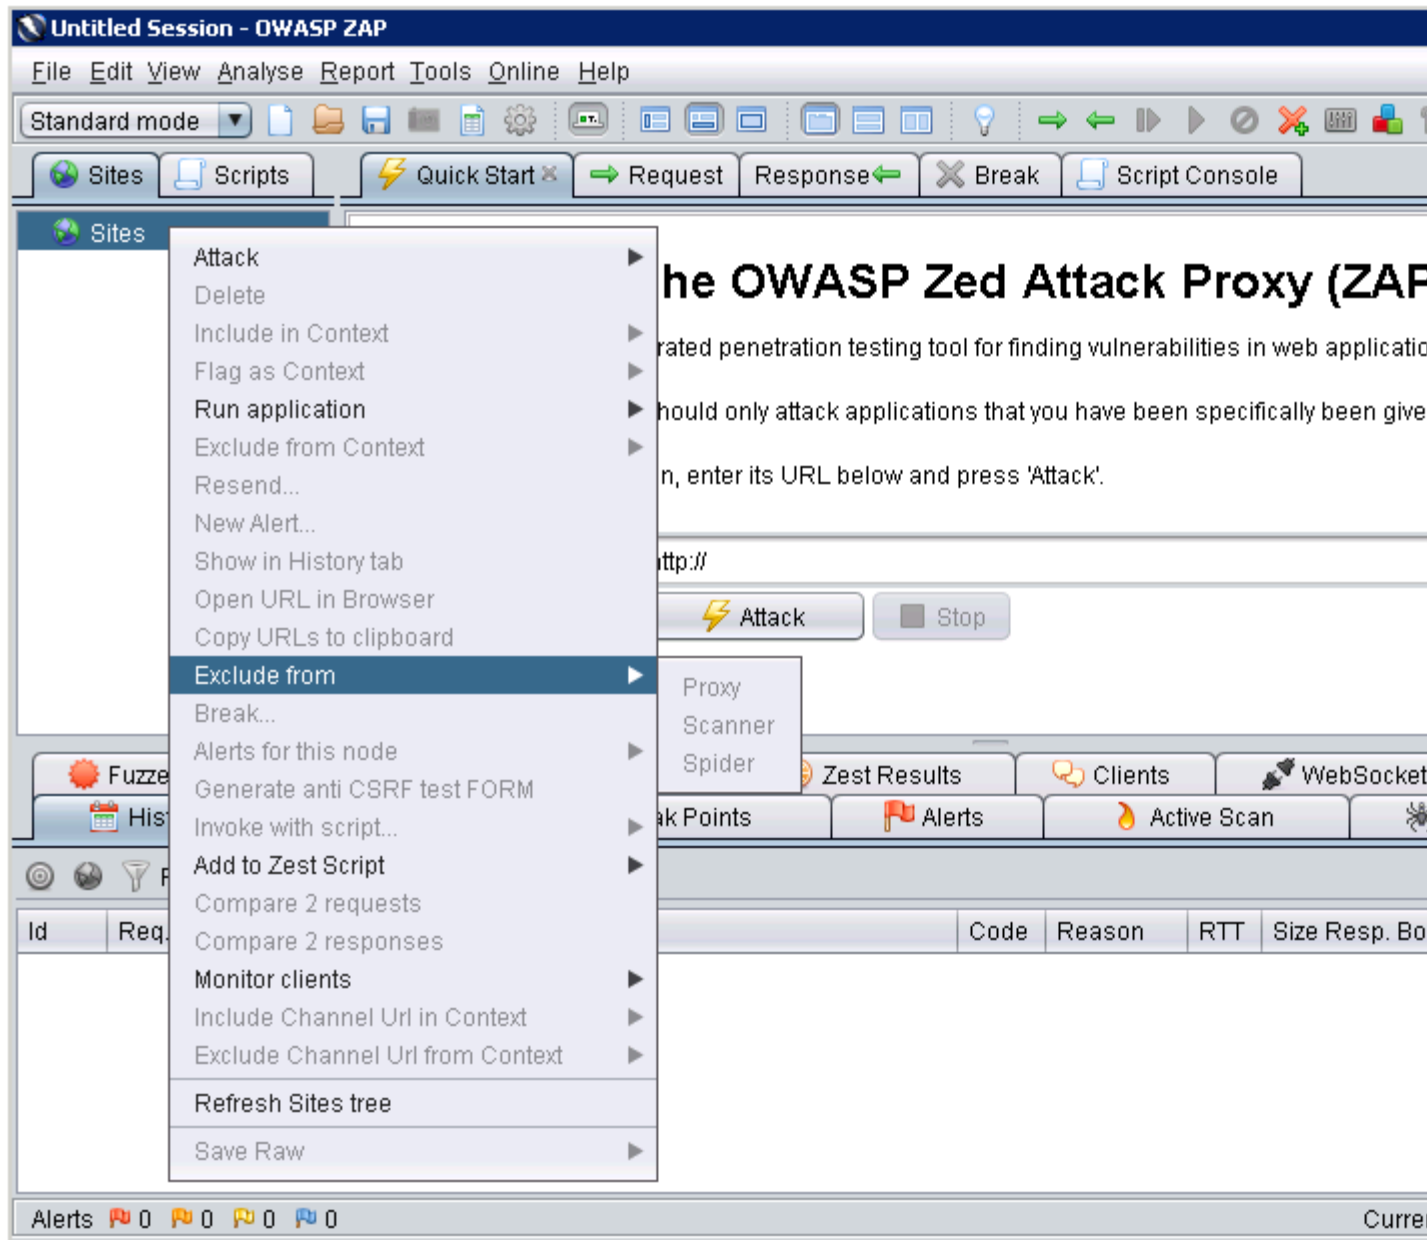 Untitled Session - OWASP ZAP
File Edit View Analyse Report Tools Online Help
Standard mode
Sites Scripts Quick Start Request Response Break Script Console
Sites
Attack
Delete
Include in Context
Flag as Context
Run application
Exclude from Context
Resend...
New Alert...
Show in History tab
Open URL in Browser
Copy URLs to clipboard
Exclude from
Break...
Alerts for this node
Generate anti CSRF test FORM
Invoke with script...
Add to Zest Script
Compare 2 requests
Compare 2 responses
Monitor clients
Include Channel Url in Context
Exclude Channel Url from Context
Refresh Sites tree
Save Raw
Proxy
Scanner
Spider
he OWASP Zed Attack Proxy (ZAP
rated penetration testing tool for finding vulnerabilities in web applicatio
hould only attack applications that you have been specifically been give
n, enter its URL below and press 'Attack'.
ttp://
Attack Stop
Fuzze Zest Results Clients WebSocket
His ak Points Alerts Active Scan
Id Req. Code Reason RTT Size Resp. Bo
Alerts 0 0 0 0 Curre